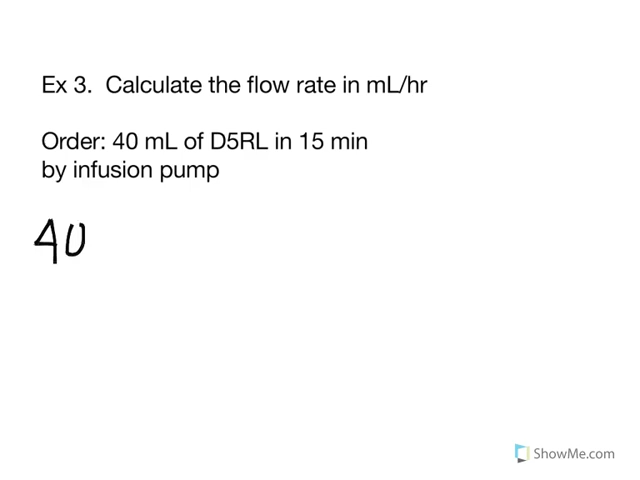 Ex 3.  Calculate the flow rate in mL/hr
Order: 40 mL of D5RL in 15 min
by infusion pump
40
ShowMe.com